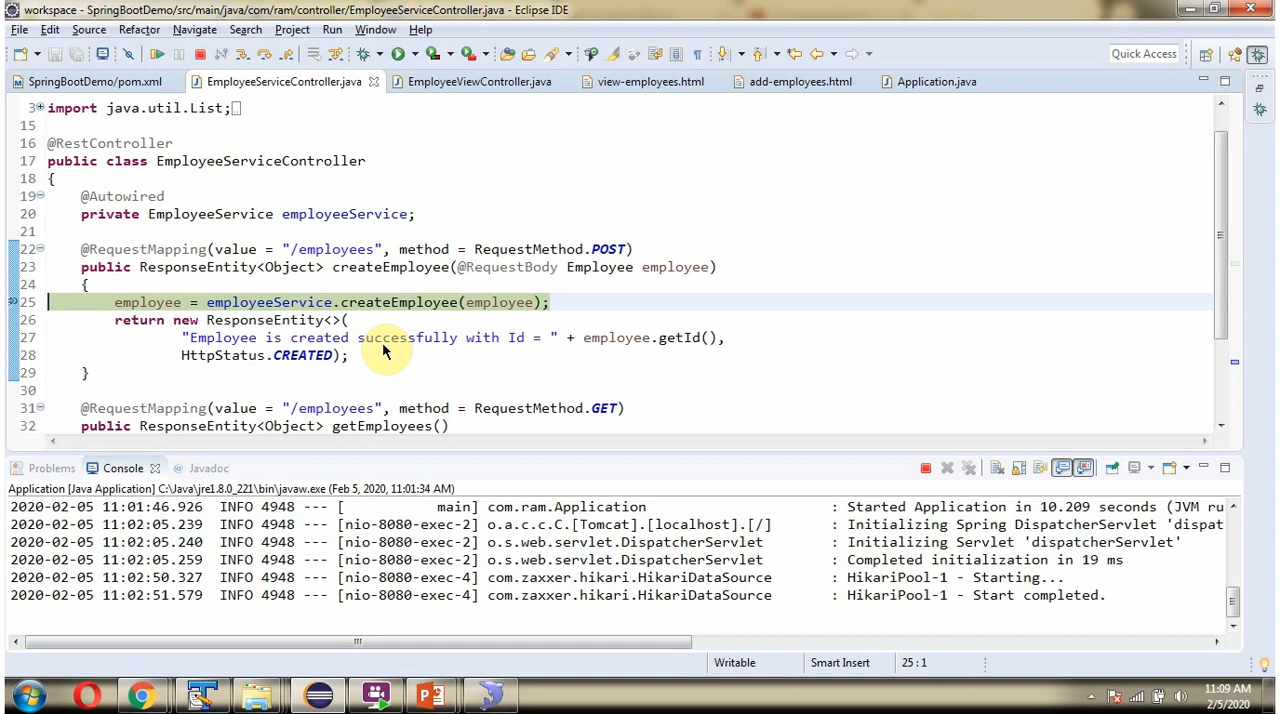 workspace - SpringBootDemo/src/main/java/com/ram/controller/EmployeeServiceController.java - Eclipse IDE
File Edit Source Refactor Navigate Search Project Run Window Help
Quick Access
SpringBootDemo/pom.xml EmployeeServiceController.java EmployeeViewController.java view-employees.html add-employees.html Application.java
3 import java.util.List;
15
16 @RestController
17 public class EmployeeServiceController
18 {
19 @Autowired
20 private EmployeeService employeeService;
21
22 @RequestMapping(value = "/employees", method = RequestMethod.POST)
23 public ResponseEntity<Object> createEmployee(@RequestBody Employee employee)
24 {
25 employee = employeeService.createEmployee(employee);
26 return new ResponseEntity<>(
27 "Employee is created successfully with Id = " + employee.getId(),
28 HttpStatus.CREATED);
29 }
30
31 @RequestMapping(value = "/employees", method = RequestMethod.GET)
32 public ResponseEntity<Object> getEmployees()
Problems Console Javadoc
Application [Java Application] C:\Java\jre1.8.0_221\bin\javaw.exe (Feb 5, 2020, 11:01:34 AM)
2020-02-05 11:01:46.926 INFO 4948 --- [ main] com.ram.Application : Started Application in 10.209 seconds (JVM ru
2020-02-05 11:02:05.239 INFO 4948 --- [nio-8080-exec-2] o.a.c.c.C.[Tomcat].[localhost].[/] : Initializing Spring DispatcherServlet 'dispat
2020-02-05 11:02:05.240 INFO 4948 --- [nio-8080-exec-2] o.s.web.servlet.DispatcherServlet : Initializing Servlet 'dispatcherServlet'
2020-02-05 11:02:05.259 INFO 4948 --- [nio-8080-exec-2] o.s.web.servlet.DispatcherServlet : Completed initialization in 19 ms
2020-02-05 11:02:50.327 INFO 4948 --- [nio-8080-exec-4] com.zaxxer.hikari.HikariDataSource : HikariPool-1 - Starting...
2020-02-05 11:02:51.579 INFO 4948 --- [nio-8080-exec-4] com.zaxxer.hikari.HikariDataSource : HikariPool-1 - Start completed.
Writable Smart Insert 25 : 1
11:09 AM
2/5/2020